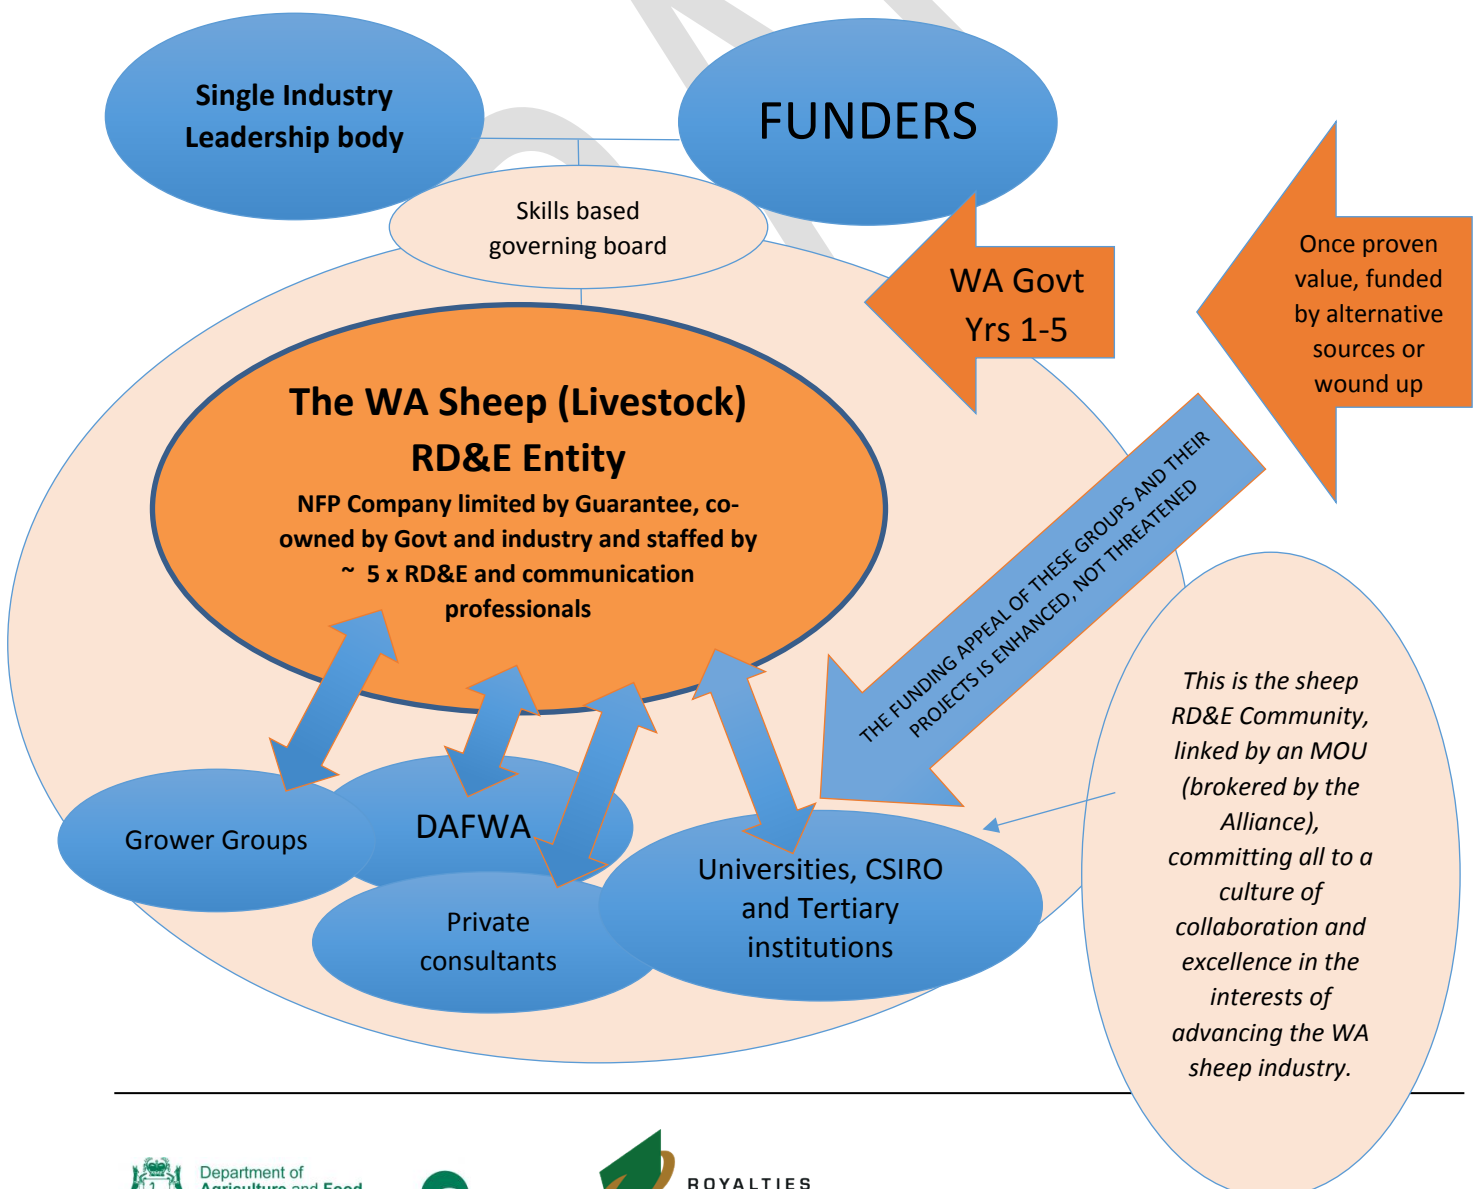 Single Industry
Leadership body
FUNDERS
Skills based
governing board
WA Govt
Yrs 1-5
Once proven
value, funded
by alternative
sources or
wound up
The WA Sheep (Livestock)
RD&E Entity
NFP Company limited by Guarantee, co-
owned by Govt and industry and staffed by
~ 5 x RD&E and communication
professionals
THE FUNDING APPEAL OF THESE GROUPS AND THEIR
PROJECTS IS ENHANCED, NOT THREATENED
Grower Groups
DAFWA
Private
consultants
Universities, CSIRO
and Tertiary
institutions
This is the sheep
RD&E Community,
linked by an MOU
(brokered by the
Alliance),
committing all to a
culture of
collaboration and
excellence in the
interests of
advancing the WA
sheep industry.
Department of
Agriculture and Food
ROYALTIES